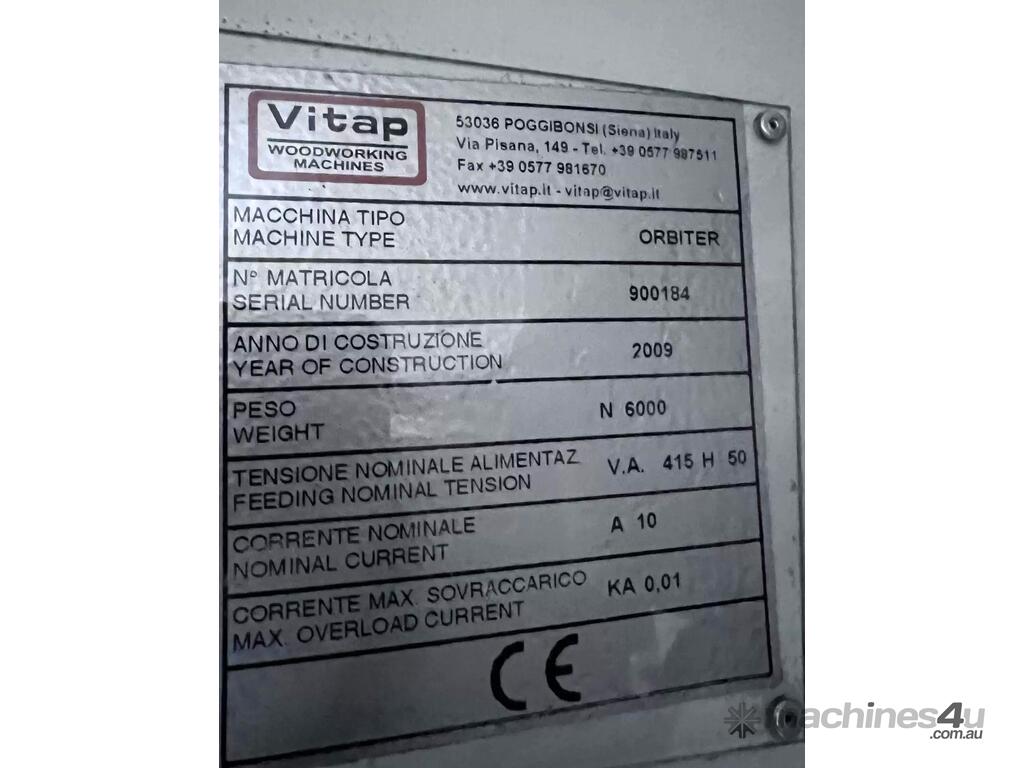 Vitap
WOODWORKING
MACHINES
53036 POGGIBONSI (Siena) Italy
Via Pisana, 149 - Tel. +39 0577 987511
Fax +39 0577 981670
www.vitap.it - vitap@vitap.it
MACCHINA TIPO
MACHINE TYPE
ORBITER
N° MATRICOLA
SERIAL NUMBER
900184
ANNO DI COSTRUZIONE
YEAR OF CONSTRUCTION
2009
PESO
WEIGHT
N 6000
TENSIONE NOMINALE ALIMENTAZ
FEEDING NOMINAL TENSION
V.A. 415 H 50
CORRENTE NOMINALE
NOMINAL CURRENT
A 10
CORRENTE MAX. SOVRACCARICO
MAX. OVERLOAD CURRENT
KA 0,01
CE
machines4u
.com.au